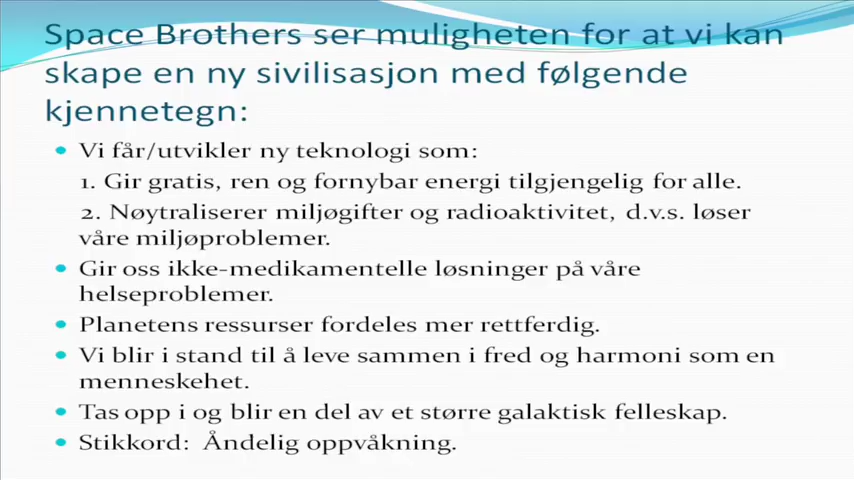 Space Brothers ser muligheten for at vi kan
skape en ny sivilisasjon med følgende
kjennetegn:
• Vi får/utvikler ny teknologi som:
1. Gir gratis, ren og fornybar energi tilgjengelig for alle.
2. Nøytraliserer miljøgifter og radioaktivitet, d.v.s. løser
våre miljøproblemer.
• Gir oss ikke-medikamentelle løsninger på våre
helseproblemer.
• Planetens ressurser fordeles mer rettferdig.
• Vi blir i stand til å leve sammen i fred og harmoni som en
menneskehet.
• Tas opp i og blir en del av et større galaktisk felleskap.
• Stikkord:  Åndelig oppvåkning.